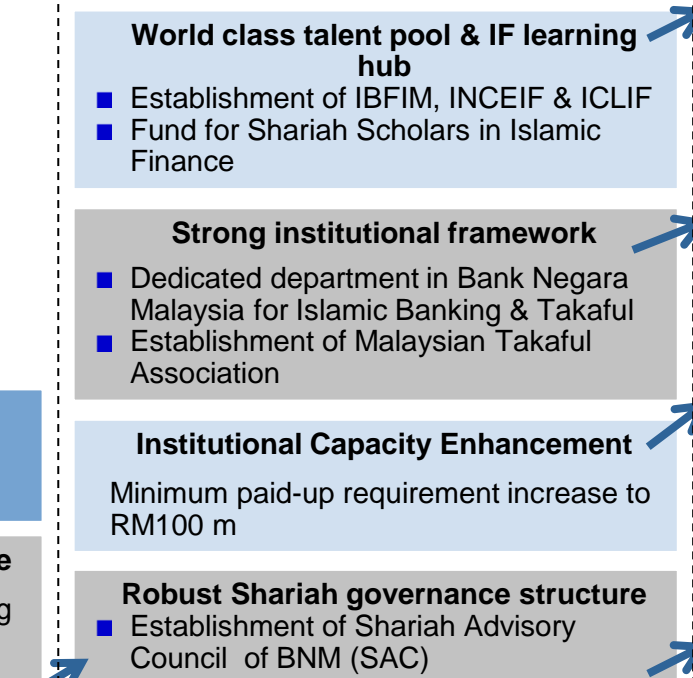 World class talent pool & IF learning
hub
■ Establishment of IBFIM, INCEIF & ICLIF
■ Fund for Shariah Scholars in Islamic
Finance
Strong institutional framework
■ Dedicated department in Bank Negara
Malaysia for Islamic Banking & Takaful
■ Establishment of Malaysian Takaful
Association
Institutional Capacity Enhancement
Minimum paid-up requirement increase to
RM100 m
Robust Shariah governance structure
■ Establishment of Shariah Advisory
Council of BNM (SAC)